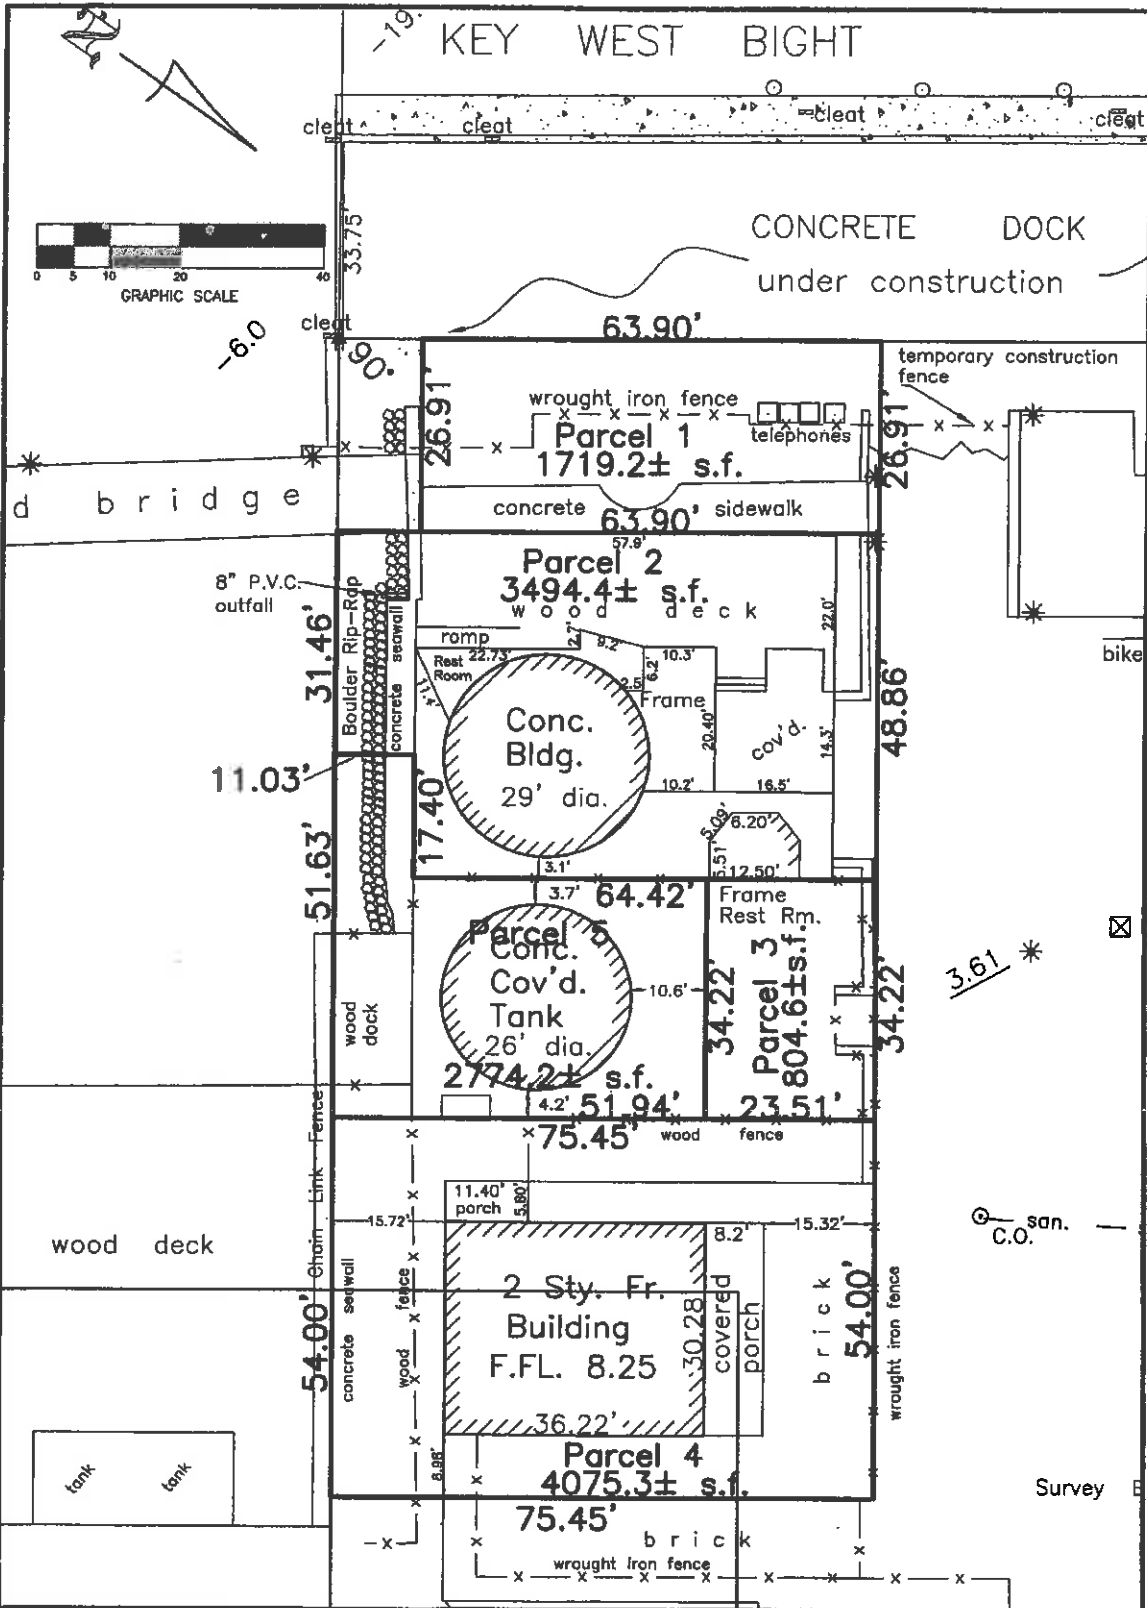 -19.
KEY WEST BIGHT
cleat
cleat
cleat
cleat
33.75'
CONCRETE DOCK
under construction
0 5 10 20 40
GRAPHIC SCALE
cleat
-6.0
90.
63.90'
temporary construction
fence
26.91'
wrought iron fence
telephones
Parcel 1
1719.2± s.f.
26.91'
d bridge
concrete sidewalk
63.90'
57.9'
Parcel 2
3494.4± s.f.
wood deck
8" P.V.C.
outfall
31.46'
Boulder Rip-Rap
concrete seawall
ramp
22.73'
2.7'
9.2'
10.3'
22.0'
bike
Rest
Room
11.4'
2.5
6.2'
Frame
20.40'
cov'd.
14.3'
48.86'
Conc.
Bldg.
29' dia.
11.03'
10.2'
16.5'
17.40'
5.09'
6.20'
5.51'
12.50'
51.63'
3.1'
3.7'
64.42'
Frame
Rest Rm.
Parcel 5
Conc.
Cov'd.
Tank
26' dia.
2774.2± s.f.
10.6'
34.22'
Parcel 3
804.6±s.f.
34.22'
3.61
wood
dock
4.2'
51.94'
23.51'
75.45'
wood fence
Chain Link Fence
11.40'
porch
5.80'
15.72'
8.2'
15.32'
san.
C.O.
wood deck
54.00'
concrete seawall
wood fence
2 Sty. Fr.
Building
F.FL. 8.25
30.28
covered
porch
brick
54.00'
wrought iron fence
36.22'
8.98'
tank
tank
Parcel 4
4075.3± s.f.
75.45'
Survey
brick
wrought iron fence